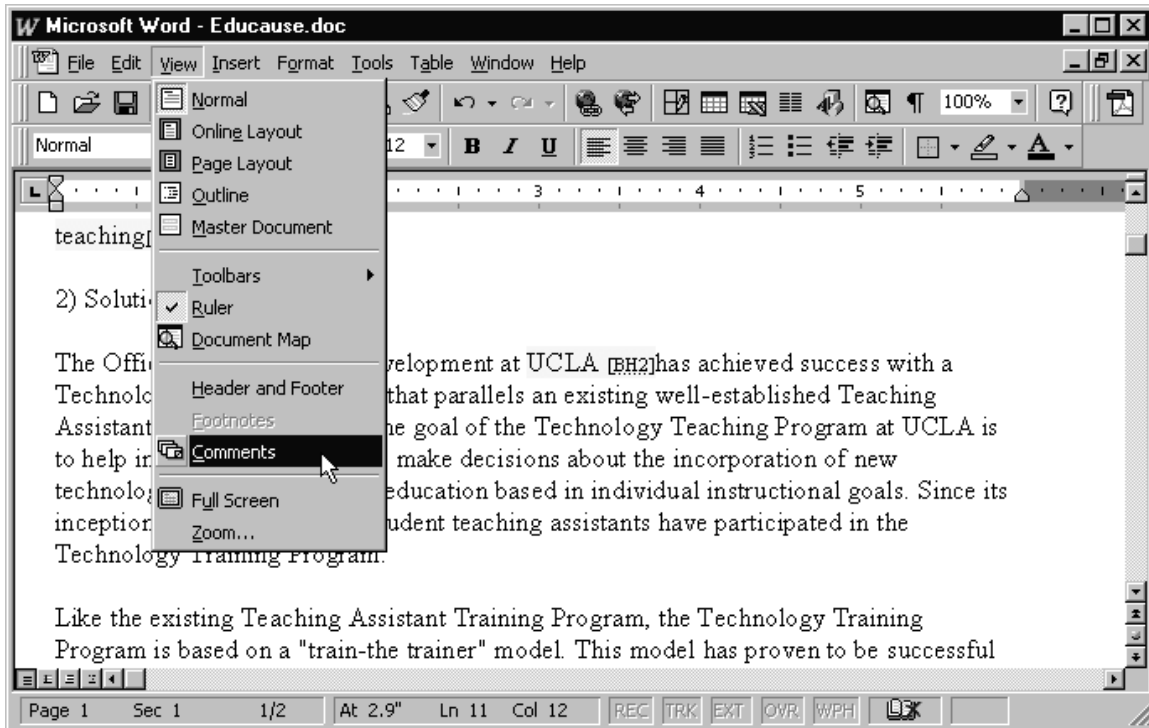 Microsoft Word - Educause.doc
File Edit View Insert Format Tools Table Window Help
100%
Normal 12 B I U
3 4 5
Normal
Online Layout
Page Layout
Outline
Master Document
Toolbars
Ruler
Document Map
Header and Footer
Footnotes
Comments
Full Screen
Zoom...
teaching[
2) Soluti
The Offi velopment at UCLA [BH2]has achieved success with a
Technolo that parallels an existing well-established Teaching
Assistant he goal of the Technology Teaching Program at UCLA is
to help in make decisions about the incorporation of new
technolog education based in individual instructional goals. Since its
inception udent teaching assistants have participated in the
Technology Training Program.
Like the existing Teaching Assistant Training Program, the Technology Training
Program is based on a "train-the trainer" model. This model has proven to be successful
Page 1 Sec 1 1/2 At 2.9" Ln 11 Col 12 REC TRK EXT OVR WPH